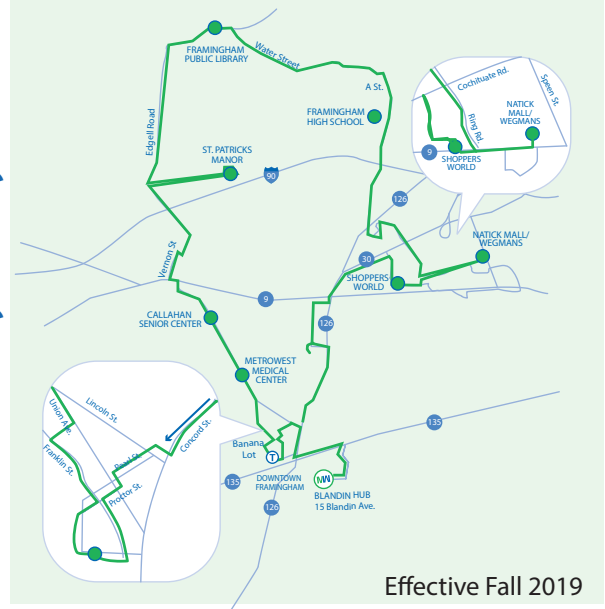 FRAMINGHAM
PUBLIC LIBRARY
Water Street
A St.
Cochituate Rd.
Speen St.
Ring Rd.
NATICK
MALL/
WEGMANS
9
SHOPPERS
WORLD
Edgell Road
FRAMINGHAM
HIGH SCHOOL
ST. PATRICKS
MANOR
90
126
NATICK MALL/
WEGMANS
Vernon St
30
SHOPPERS
WORLD
9
CALLAHAN
SENIOR CENTER
126
METROWEST
MEDICAL
CENTER
Union Ave.
Lincoln St.
Concord St.
Franklin St.
Pearl St.
Proctor St.
Banana
Lot
T
135
DOWNTOWN
FRAMINGHAM
135
126
MW
BLANDIN HUB
15 Blandin Ave.
Effective Fall 2019